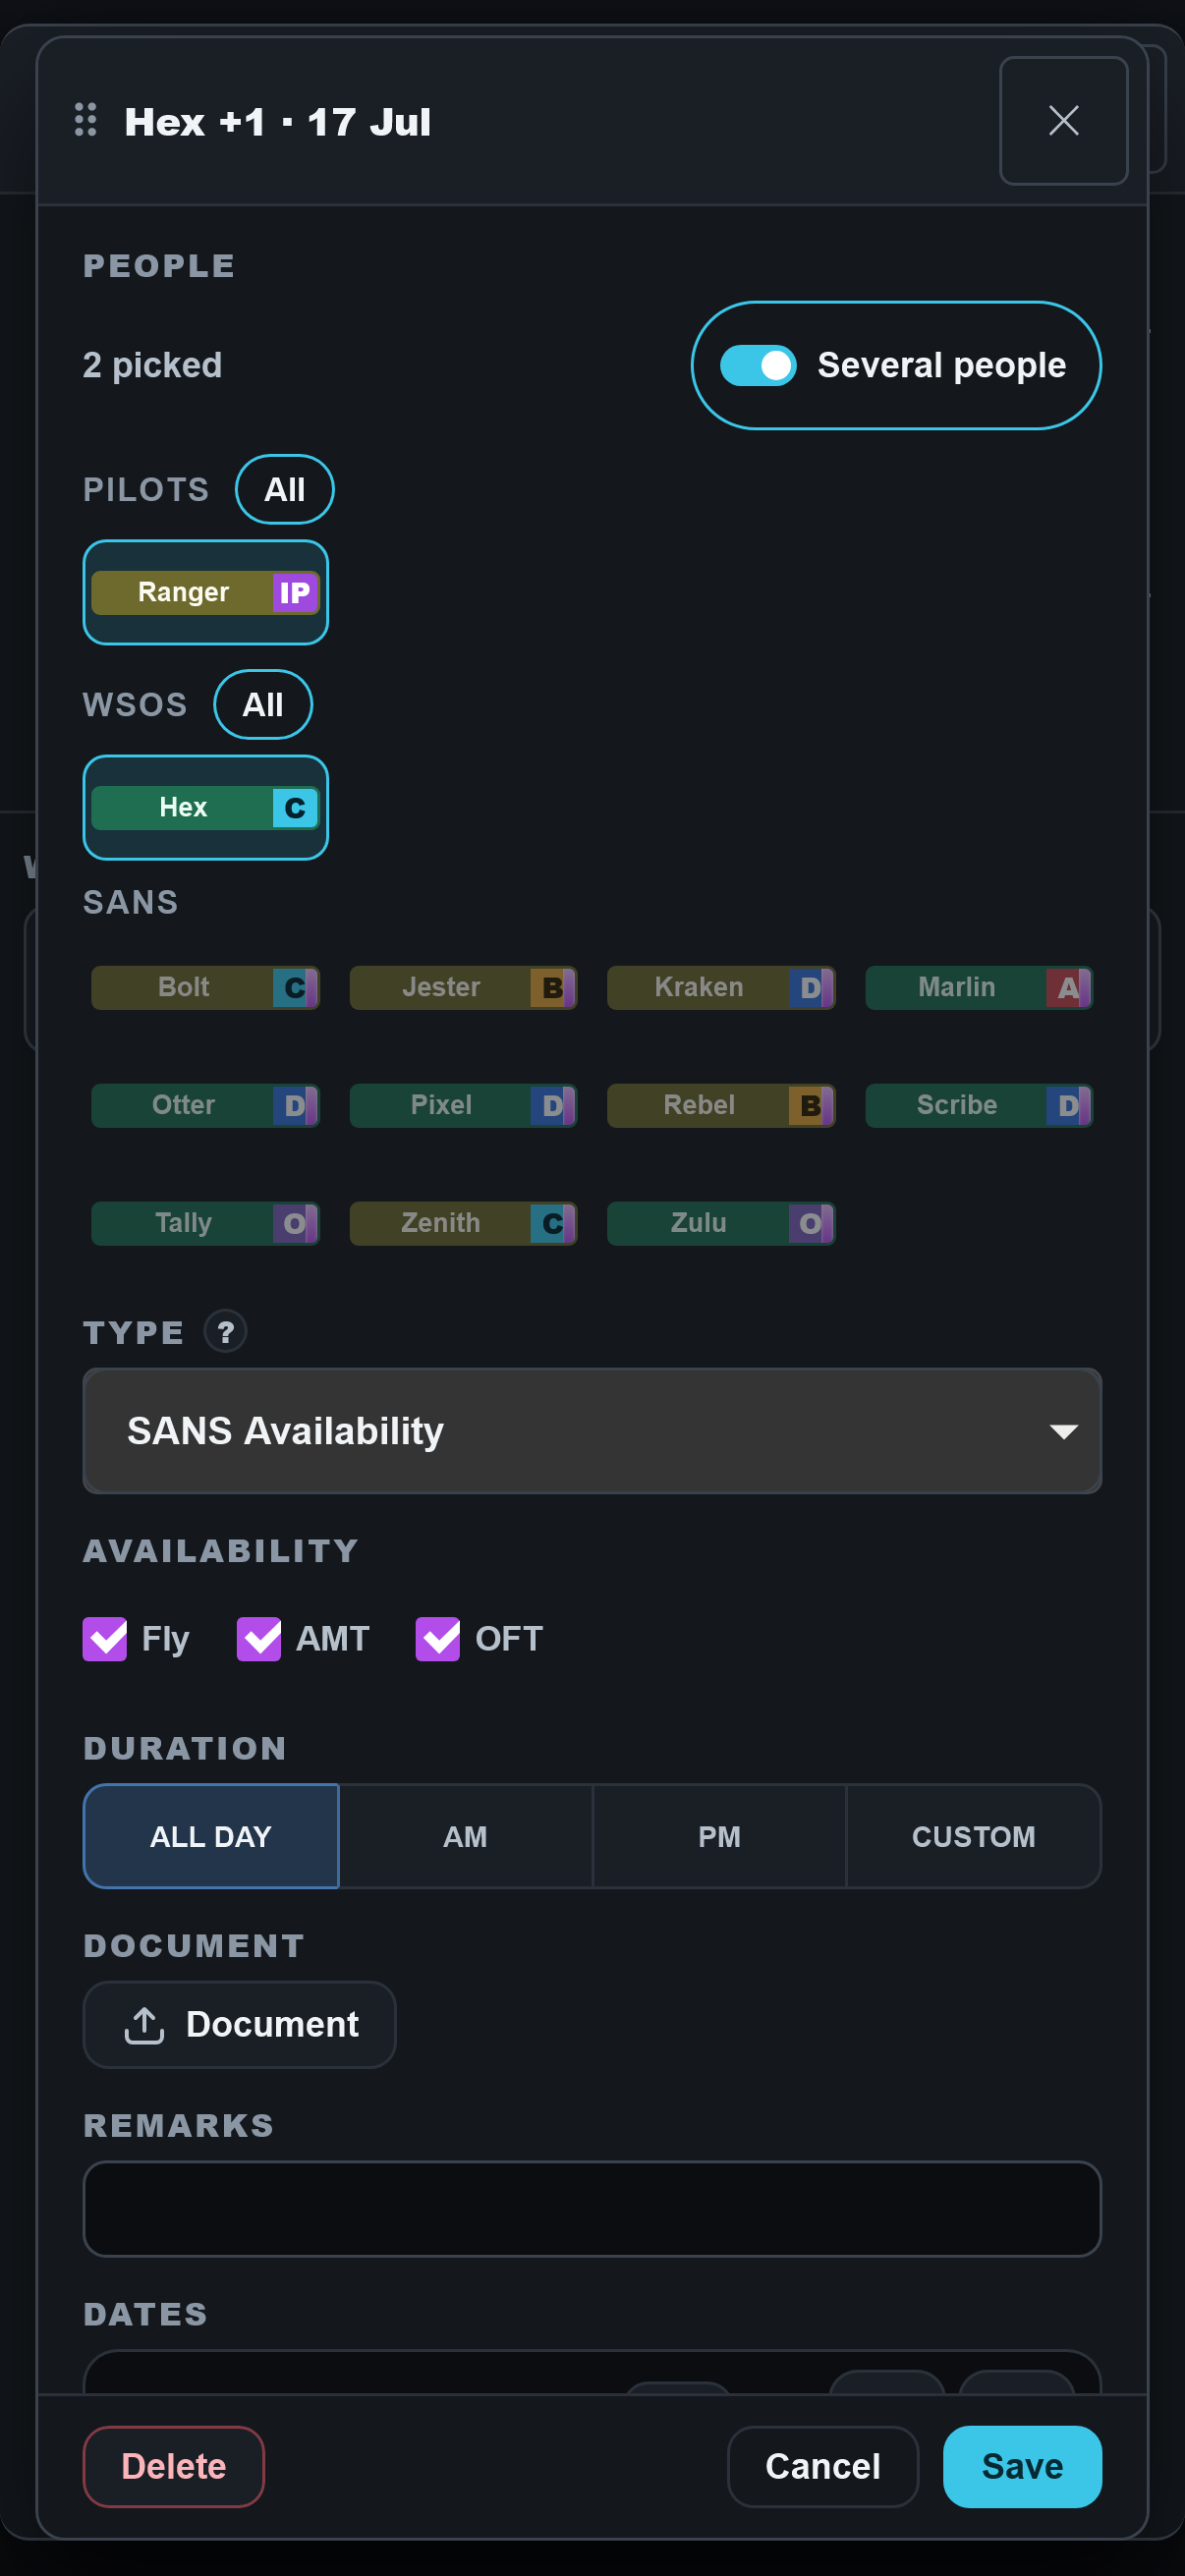 Hex +1 · 17 Jul
PEOPLE
2 picked
Several people
PILOTS All
Ranger IP
WSOS All
Hex C
SANS
Bolt C Jester B Kraken D Marlin A
Otter D Pixel D Rebel B Scribe D
Tally O Zenith C Zulu O
TYPE ?
SANS Availability
AVAILABILITY
Fly AMT OFT
DURATION
ALL DAY AM PM CUSTOM
DOCUMENT
Document
REMARKS
DATES
Delete Cancel Save